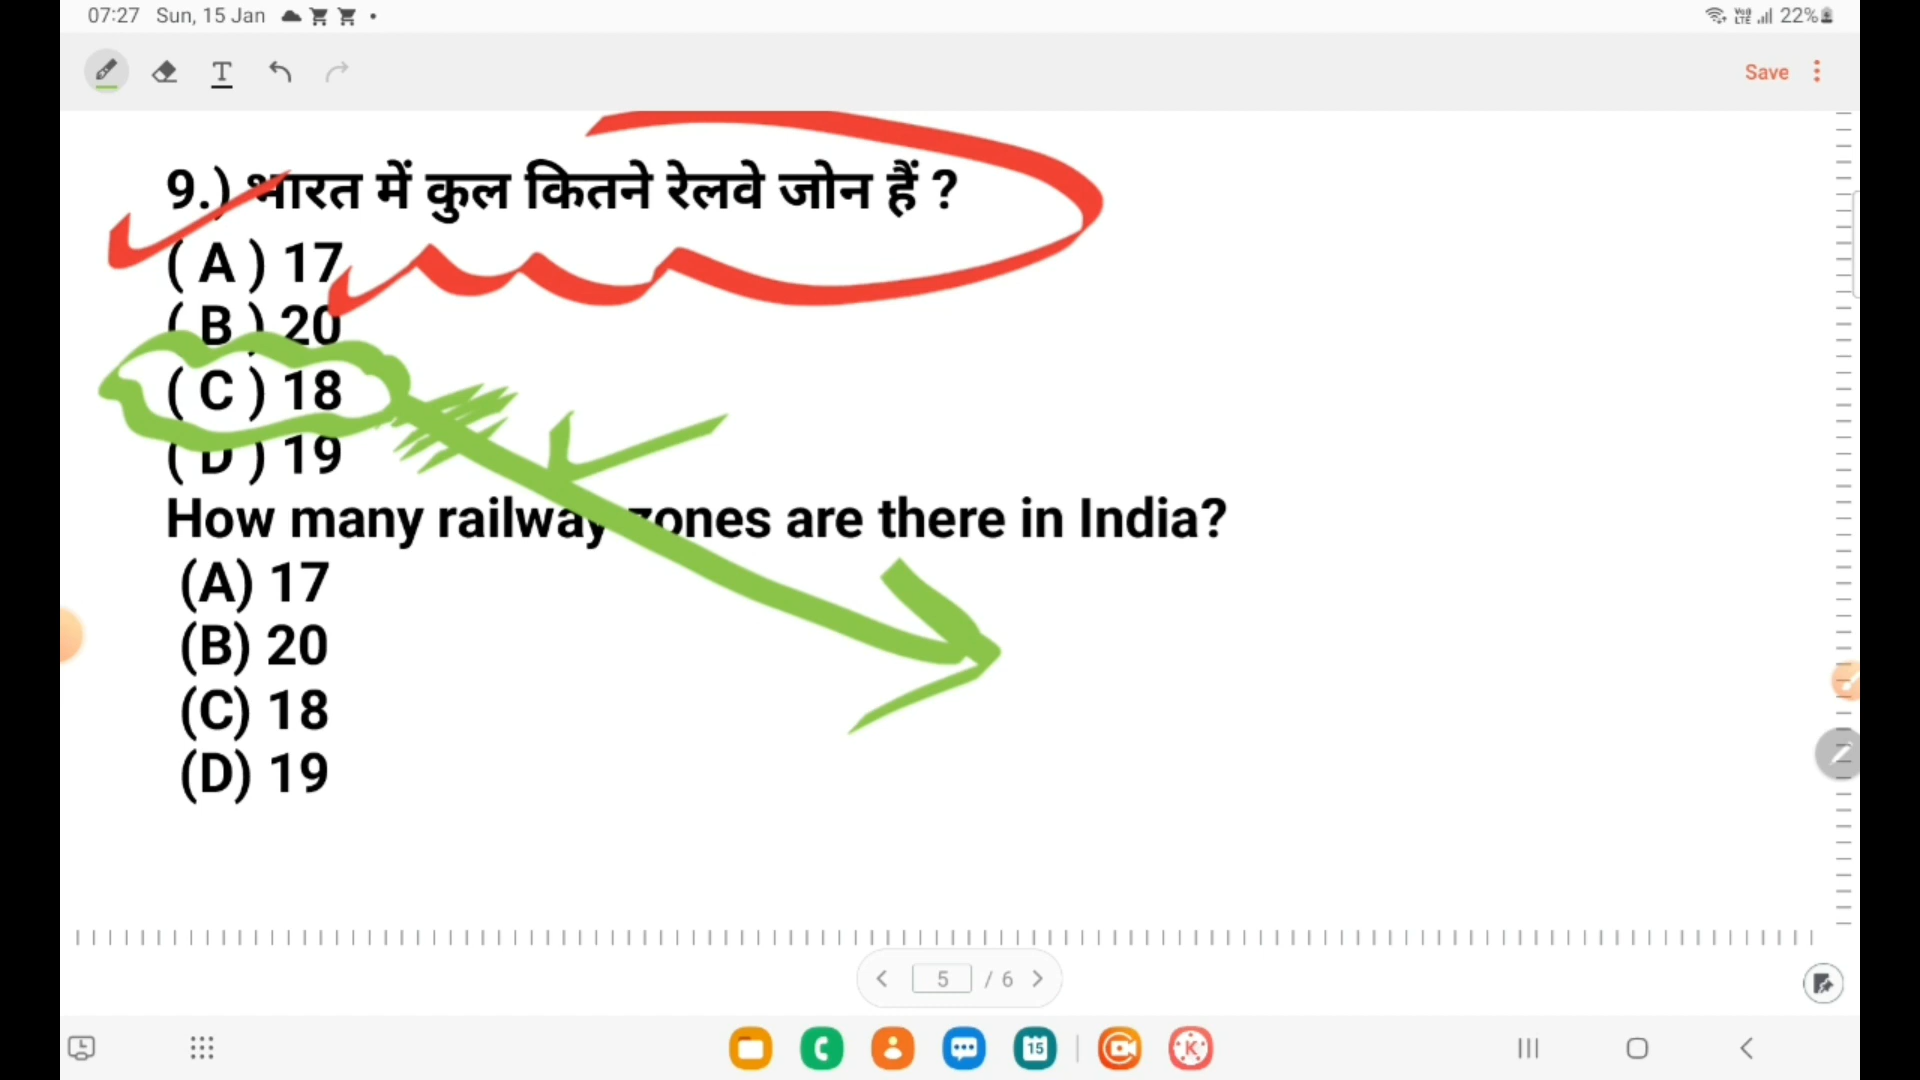 07:27 Sun, 15 Jan
22%
Save
9.) भारत में कुल कितने रेलवे जोन हैं ?
( A ) 17
( B ) 20
( C ) 18
( D ) 19
How many railway zones are there in India?
(A) 17
(B) 20
(C) 18
(D) 19
5 / 6
15
K